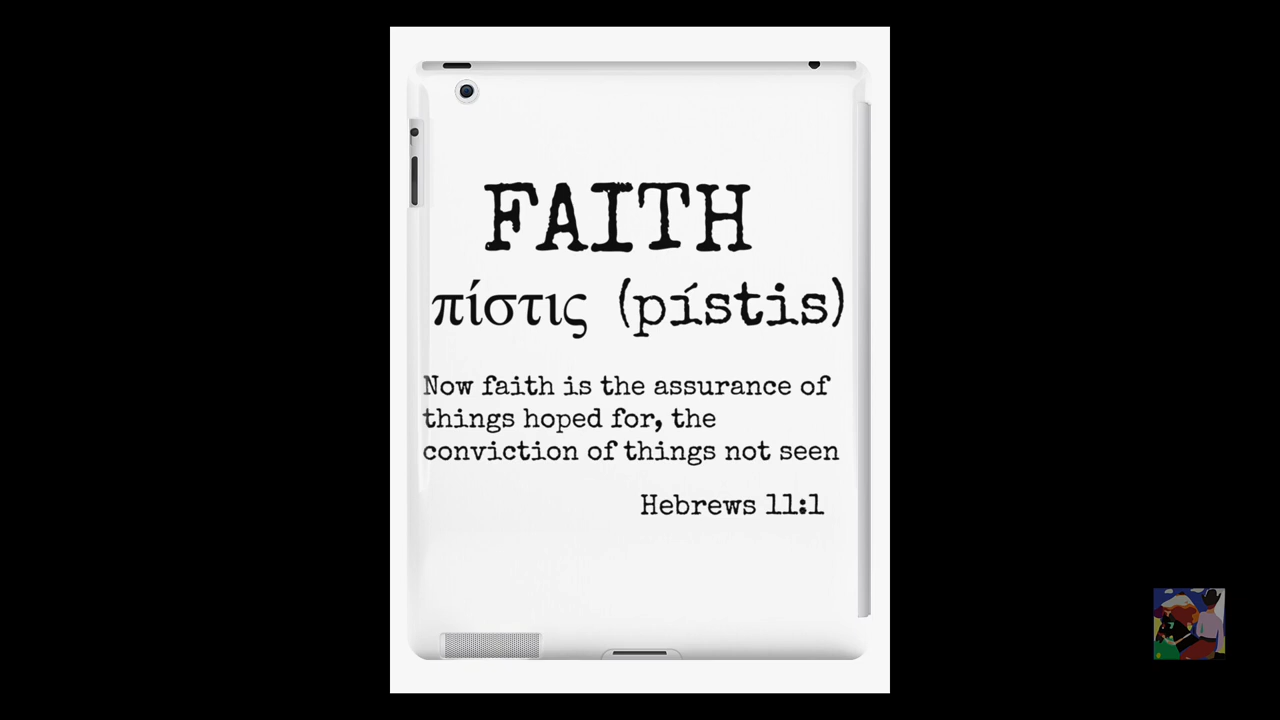 FAITH
πίστις (pístis)
Now faith is the assurance of
things hoped for, the
conviction of things not seen
Hebrews 11:1